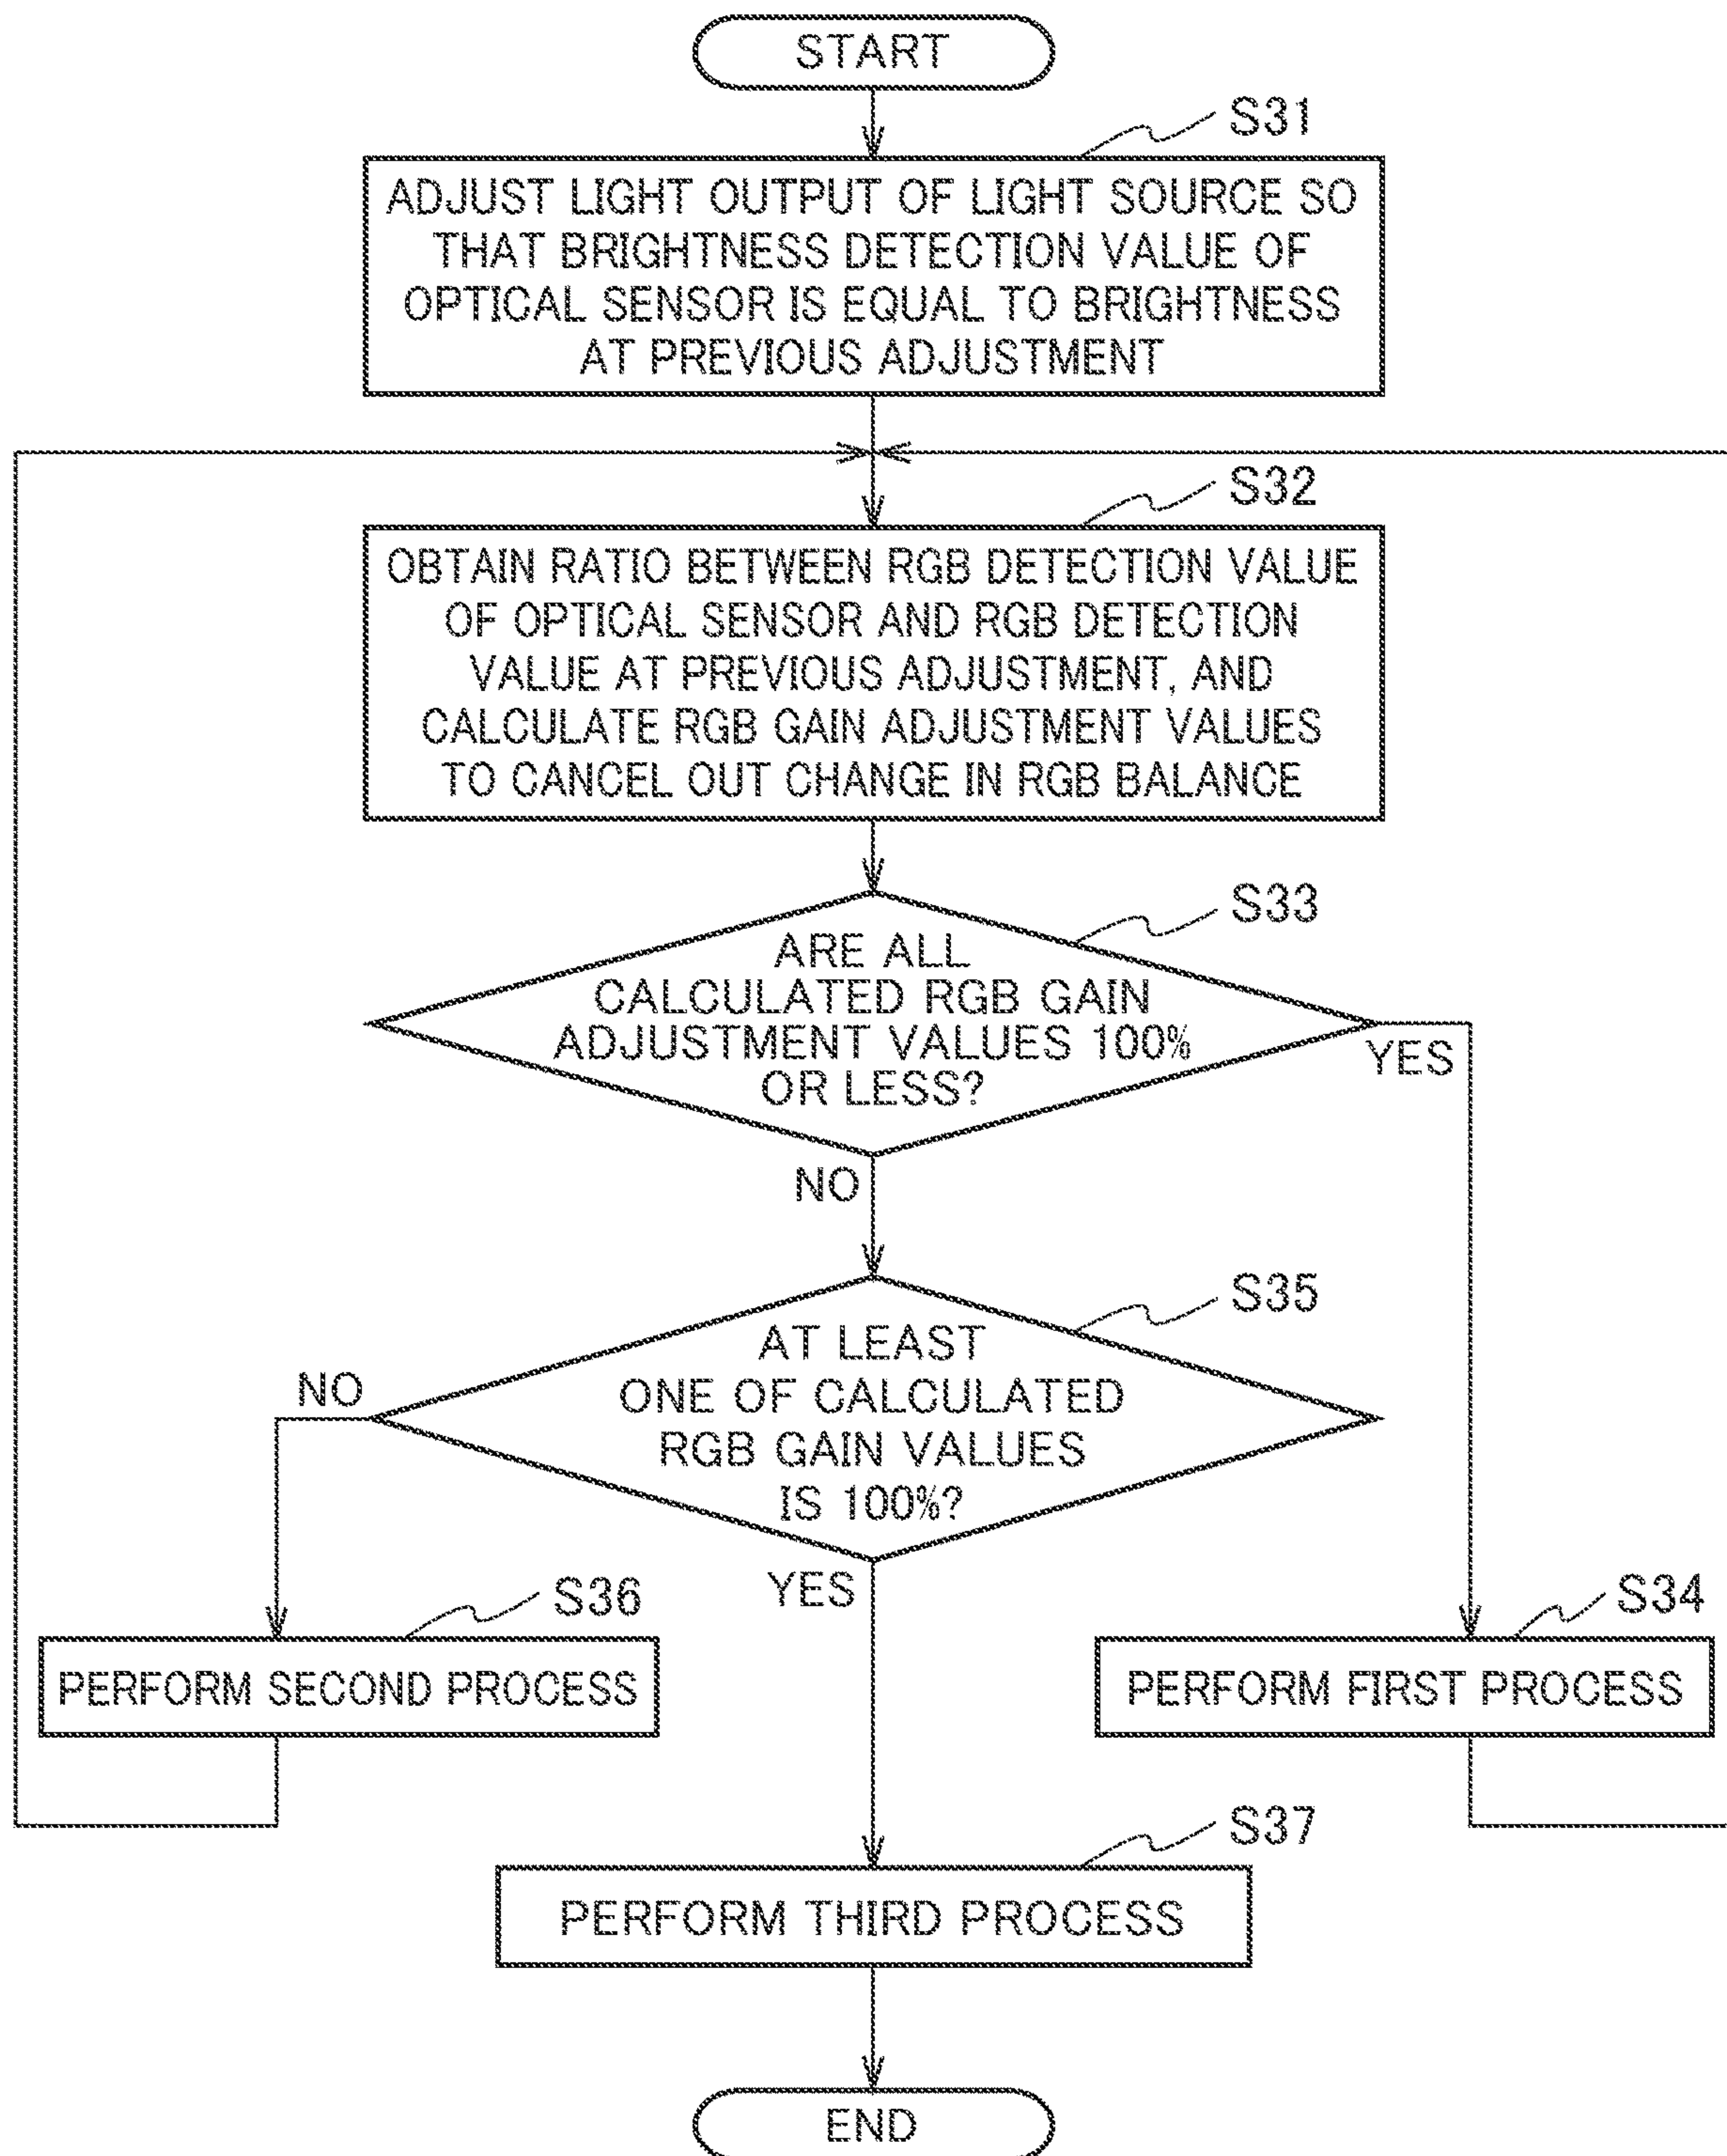 START
S31
ADJUST LIGHT OUTPUT OF LIGHT SOURCE SO
THAT BRIGHTNESS DETECTION VALUE OF
OPTICAL SENSOR IS EQUAL TO BRIGHTNESS
AT PREVIOUS ADJUSTMENT
S32
OBTAIN RATIO BETWEEN RGB DETECTION VALUE
OF OPTICAL SENSOR AND RGB DETECTION
VALUE AT PREVIOUS ADJUSTMENT, AND
CALCULATE RGB GAIN ADJUSTMENT VALUES
TO CANCEL OUT CHANGE IN RGB BALANCE
S33
ARE ALL
CALCULATED RGB GAIN
ADJUSTMENT VALUES 100%
OR LESS?
YES
NO
S35
AT LEAST
ONE OF CALCULATED
RGB GAIN VALUES
IS 100%?
NO
YES
S36
PERFORM SECOND PROCESS
S34
PERFORM FIRST PROCESS
S37
PERFORM THIRD PROCESS
END